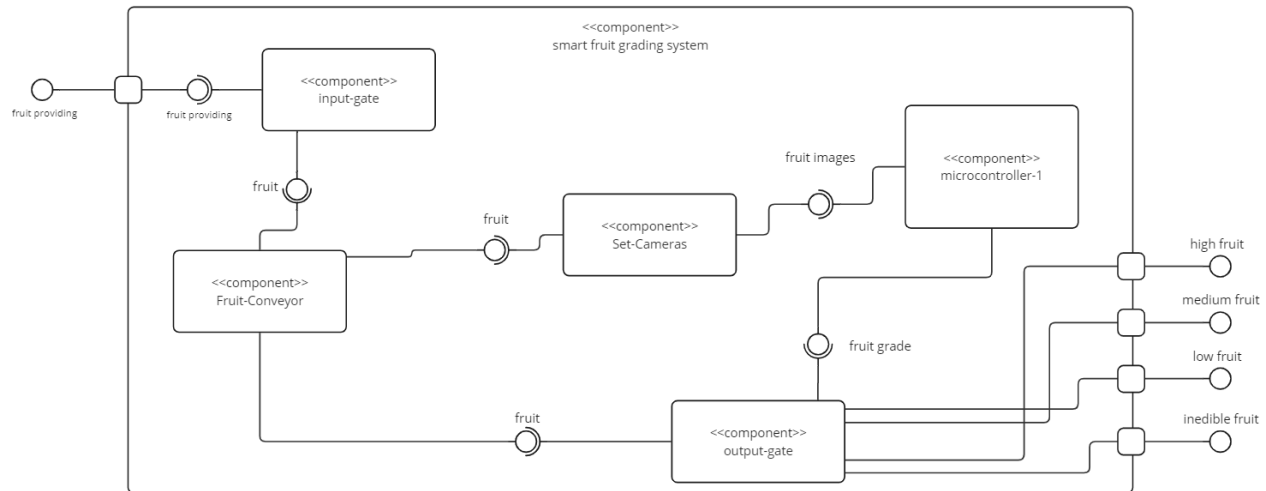 <<component>>
smart fruit grading system
<<component>>
input-gate
fruit providing
fruit providing
fruit images
<<component>>
microcontroller-1
fruit
fruit
<<component>>
Set-Cameras
high fruit
<<component>>
Fruit-Conveyor
medium fruit
fruit grade
low fruit
fruit
inedible fruit
<<component>>
output-gate